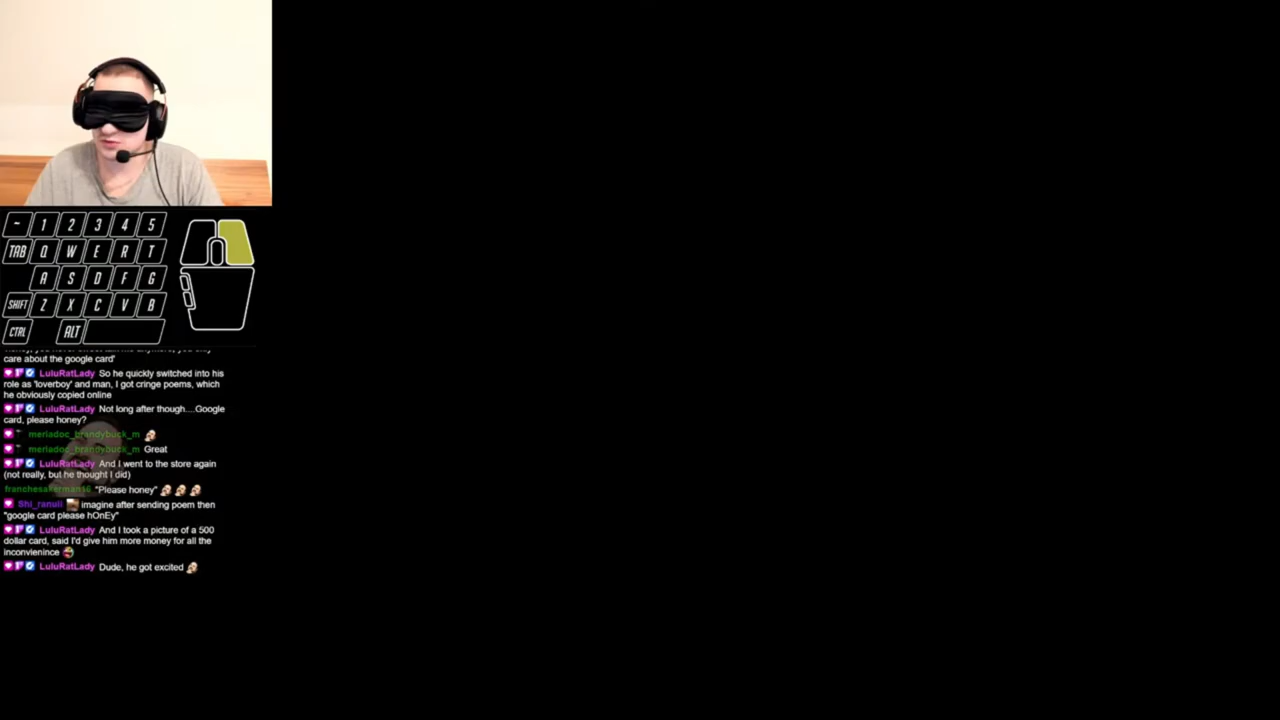 ~ 1 2 3 4 5
TAB Q W E R T
A S D F G
SHIFT Z X C V B
CTRL ALT
care about the google card'
LuluRatLady So he quickly switched into his
role as 'loverboy' and man, I got cringe poems, which
he obviously copied online
LuluRatLady Not long after though....Google
card, please honey?
meriadoc_brandybuck_m
meriadoc_brandybuck_m Great
LuluRatLady And I went to the store again
(not really, but he thought I did)
"Please honey"
Shi_ranuii imagine after sending poem then
"google card please hOnEy"
LuluRatLady And I took a picture of a 500
dollar card, said I'd give him more money for all the
inconvienince
LuluRatLady Dude, he got excited